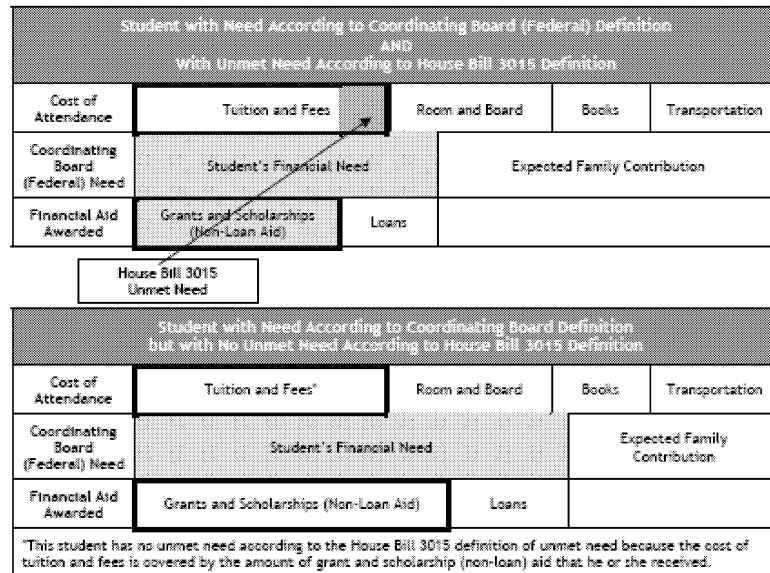 Student with Need According to Coordinating Board (Federal) Definition
AND
With Unmet Need According to House Bill 3015 Definition
Cost of
Attendance
Tuition and Fees
Room and Board
Books
Transportation
Coordinating
Board
(Federal) Need
Student's Financial Need
Expected Family Contribution
Financial Aid
Awarded
Grants and Scholarships
(Non-Loan Aid)
Loans
House Bill 3015
Unmet Need
Student with Need According to Coordinating Board Definition
but with No Unmet Need According to House Bill 3015 Definition
Cost of
Attendance
Tuition and Fees*
Room and Board
Books
Transportation
Coordinating
Board
(Federal) Need
Student's Financial Need
Expected Family
Contribution
Financial Aid
Awarded
Grants and Scholarships (Non-Loan Aid)
Loans
*This student has no unmet need according to the House Bill 3015 definition of unmet need because the cost of
tuition and fees is covered by the amount of grant and scholarship (non-loan) aid that he or she received.